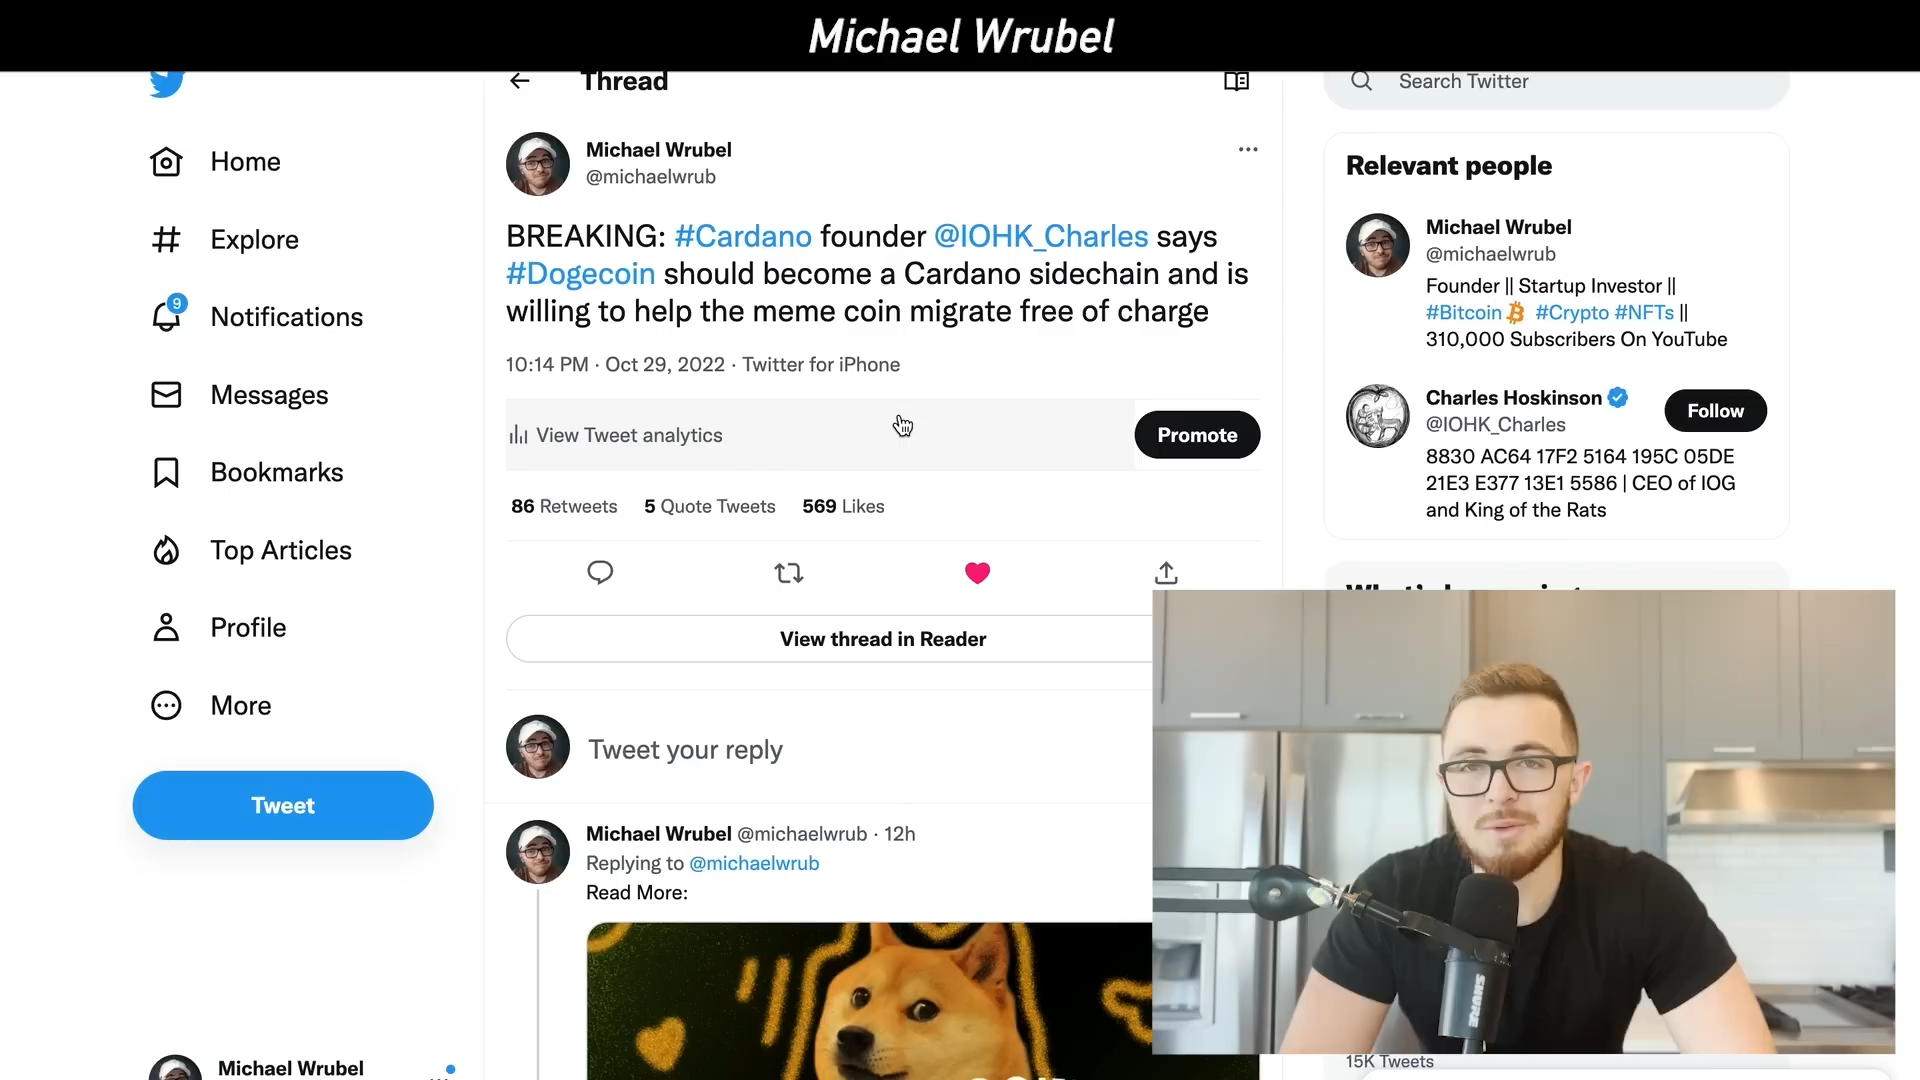 Michael Wrubel
Thread
Search Twitter
Home
Explore
9
Notifications
Messages
Bookmarks
Top Articles
Profile
More
Tweet
Michael Wrubel
Michael Wrubel
@michaelwrub
BREAKING: #Cardano founder @IOHK_Charles says
#Dogecoin should become a Cardano sidechain and is
willing to help the meme coin migrate free of charge
10:14 PM · Oct 29, 2022 · Twitter for iPhone
View Tweet analytics
Promote
86 Retweets 5 Quote Tweets 569 Likes
View thread in Reader
Tweet your reply
Michael Wrubel @michaelwrub · 12h
Replying to @michaelwrub
Read More:
Relevant people
Michael Wrubel
@michaelwrub
Founder || Startup Investor ||
#Bitcoin #Crypto #NFTs ||
310,000 Subscribers On YouTube
Charles Hoskinson
@IOHK_Charles
Follow
8830 AC64 17F2 5164 195C 05DE
21E3 E377 13E1 5586 | CEO of IOG
and King of the Rats
SHURE
15K Tweets